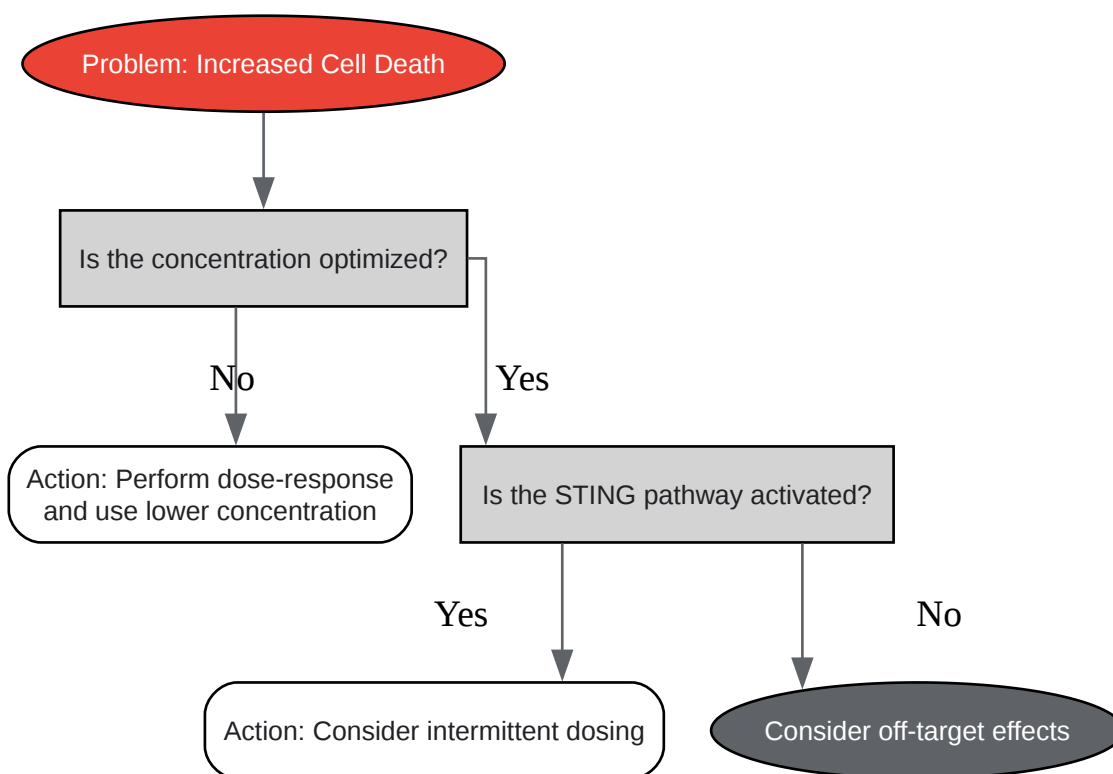 Problem: Increased Cell Death
Is the concentration optimized?
No
Yes
Action: Perform dose-response
and use lower concentration
Is the STING pathway activated?
Yes
No
Action: Consider intermittent dosing
Consider off-target effects